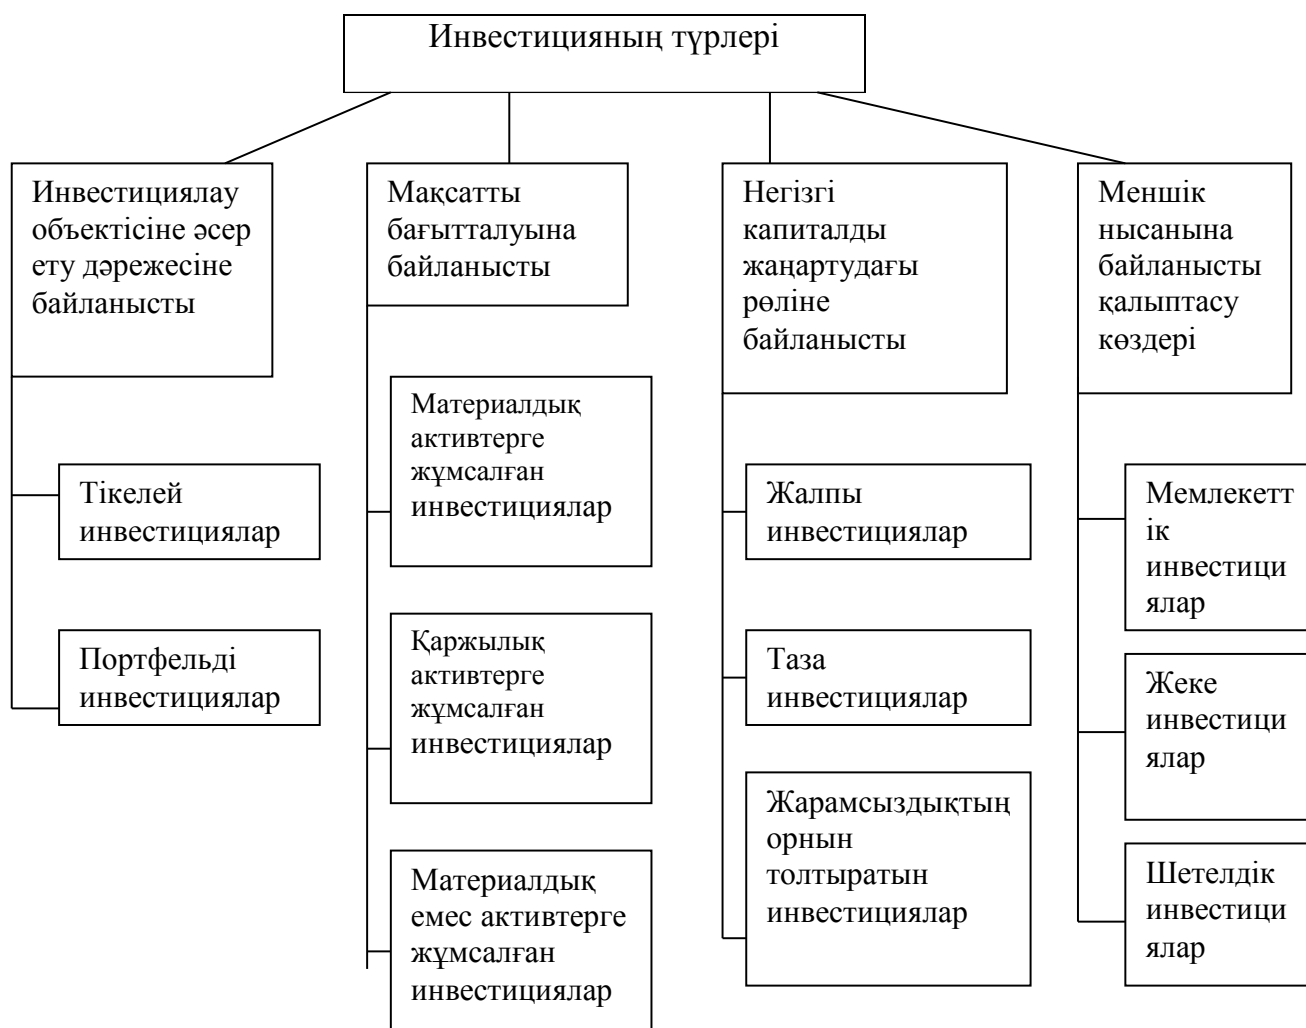 Инвестицияның түрлері
Инвестициялау
объектісіне әсер
ету дәрежесіне
байланысты
Тікелей
инвестициялар
Портфельді
инвестициялар
Мақсатты
бағытталуына
байланысты
Материалдық
активтерге
жұмсалған
инвестициялар
Қаржылық
активтерге
жұмсалған
инвестициялар
Материалдық
емес активтерге
жұмсалған
инвестициялар
Негізгі
капиталды
жаңартудағы
рөліне
байланысты
Жалпы
инвестициялар
Таза
инвестициялар
Жарамсыздықтың
орнын
толтыратын
инвестициялар
Меншік
нысанына
байланысты
қалыптасу
көздері
Мемлекетт
ік
инвестици
ялар
Жеке
инвестици
ялар
Шетелдік
инвестици
ялар